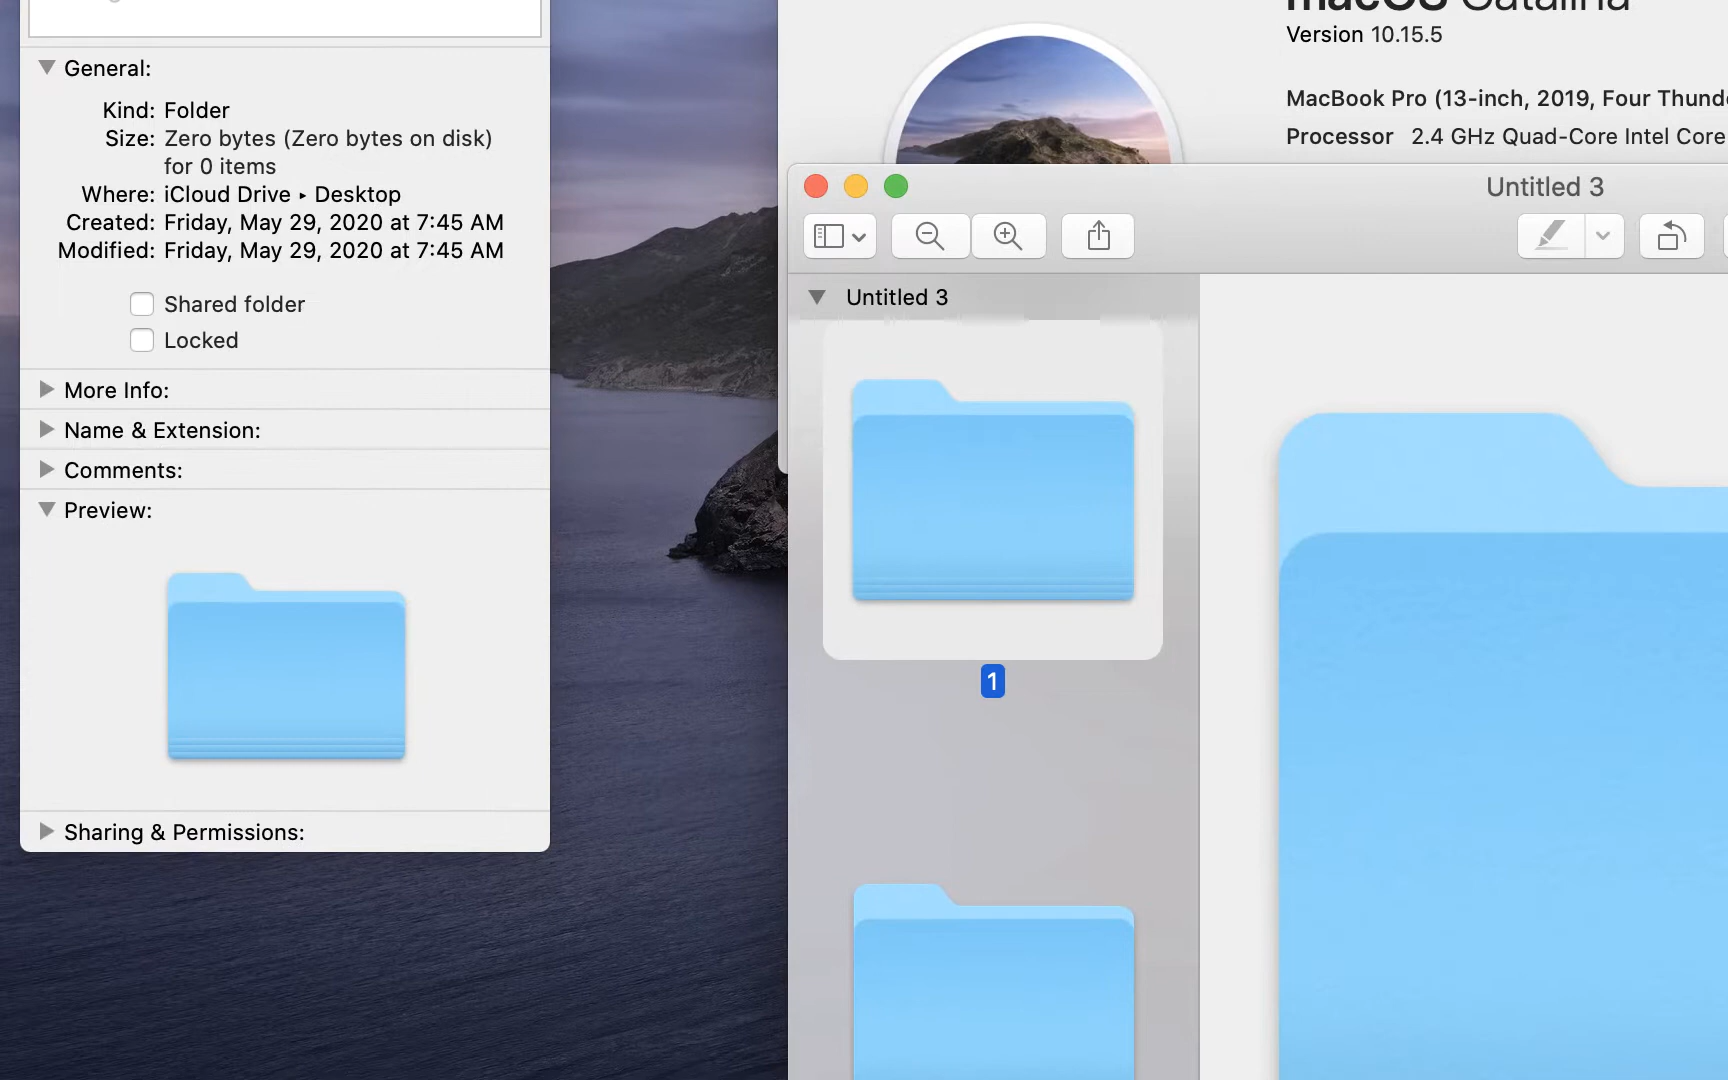 General:
Kind: Folder
Size: Zero bytes (Zero bytes on disk)
for 0 items
Where: iCloud Drive ▸ Desktop
Created: Friday, May 29, 2020 at 7:45 AM
Modified: Friday, May 29, 2020 at 7:45 AM
Shared folder
Locked
More Info:
Name & Extension:
Comments:
Preview:
Sharing & Permissions:
macOS Catalina
Version 10.15.5
MacBook Pro (13-inch, 2019, Four Thund
Processor 2.4 GHz Quad-Core Intel Core
Untitled 3
Untitled 3
1